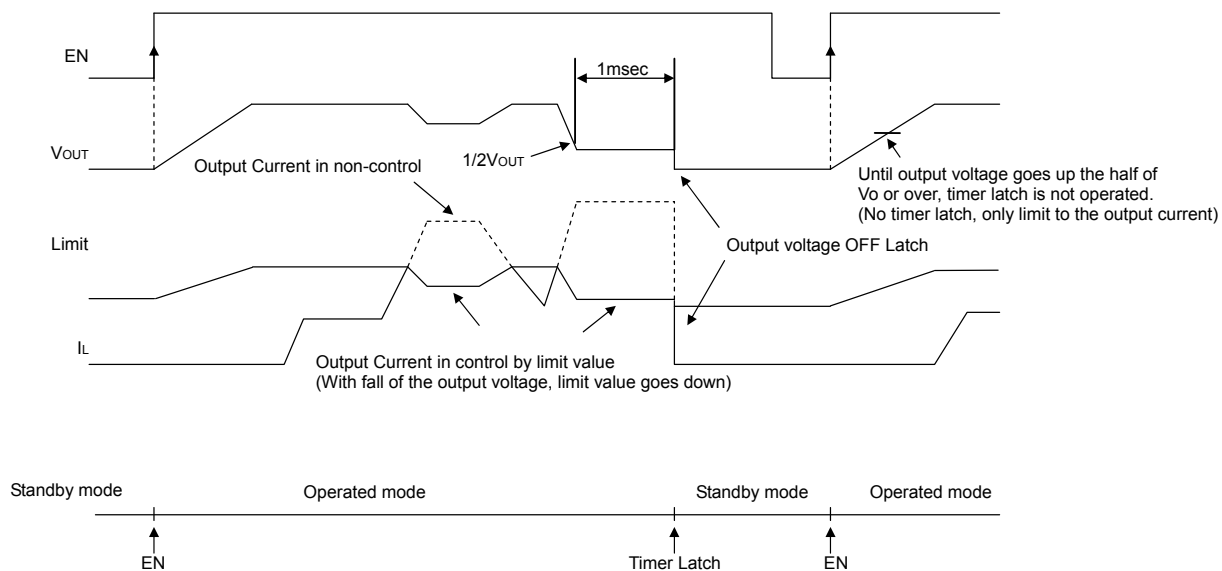 EN
1msec
VOUT
Output Current in non-control
1/2VOUT
Until output voltage goes up the half of
Vo or over, timer latch is not operated.
(No timer latch, only limit to the output current)
Limit
Output voltage OFF Latch
IL
Output Current in control by limit value
(With fall of the output voltage, limit value goes down)
Standby mode
Operated mode
Standby mode
Operated mode
EN
Timer Latch
EN